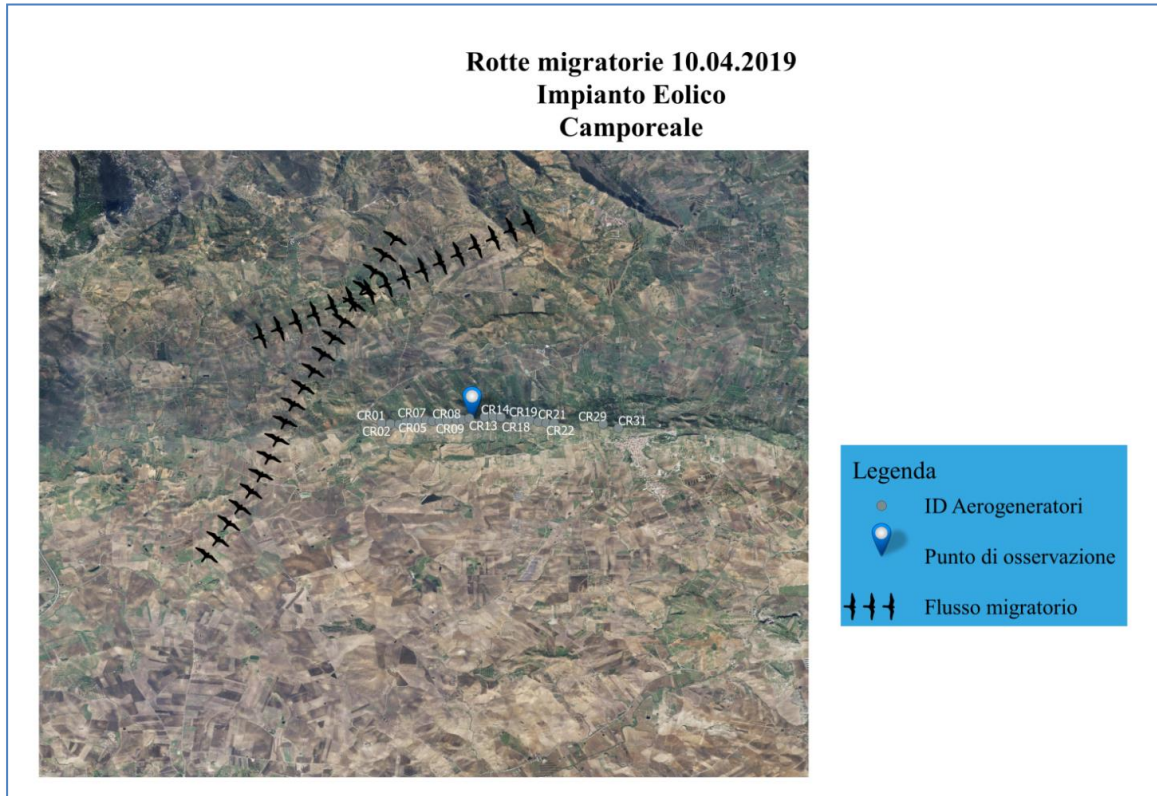 Rotte migratorie 10.04.2019
Impianto Eolico
Camporeale
CR01 CR07 CR08 CR14 CR19 CR21 CR29 CR31
CR02 CR05 CR09 CR13 CR18 CR22
Legenda
ID Aerogeneratori
Punto di osservazione
Flusso migratorio